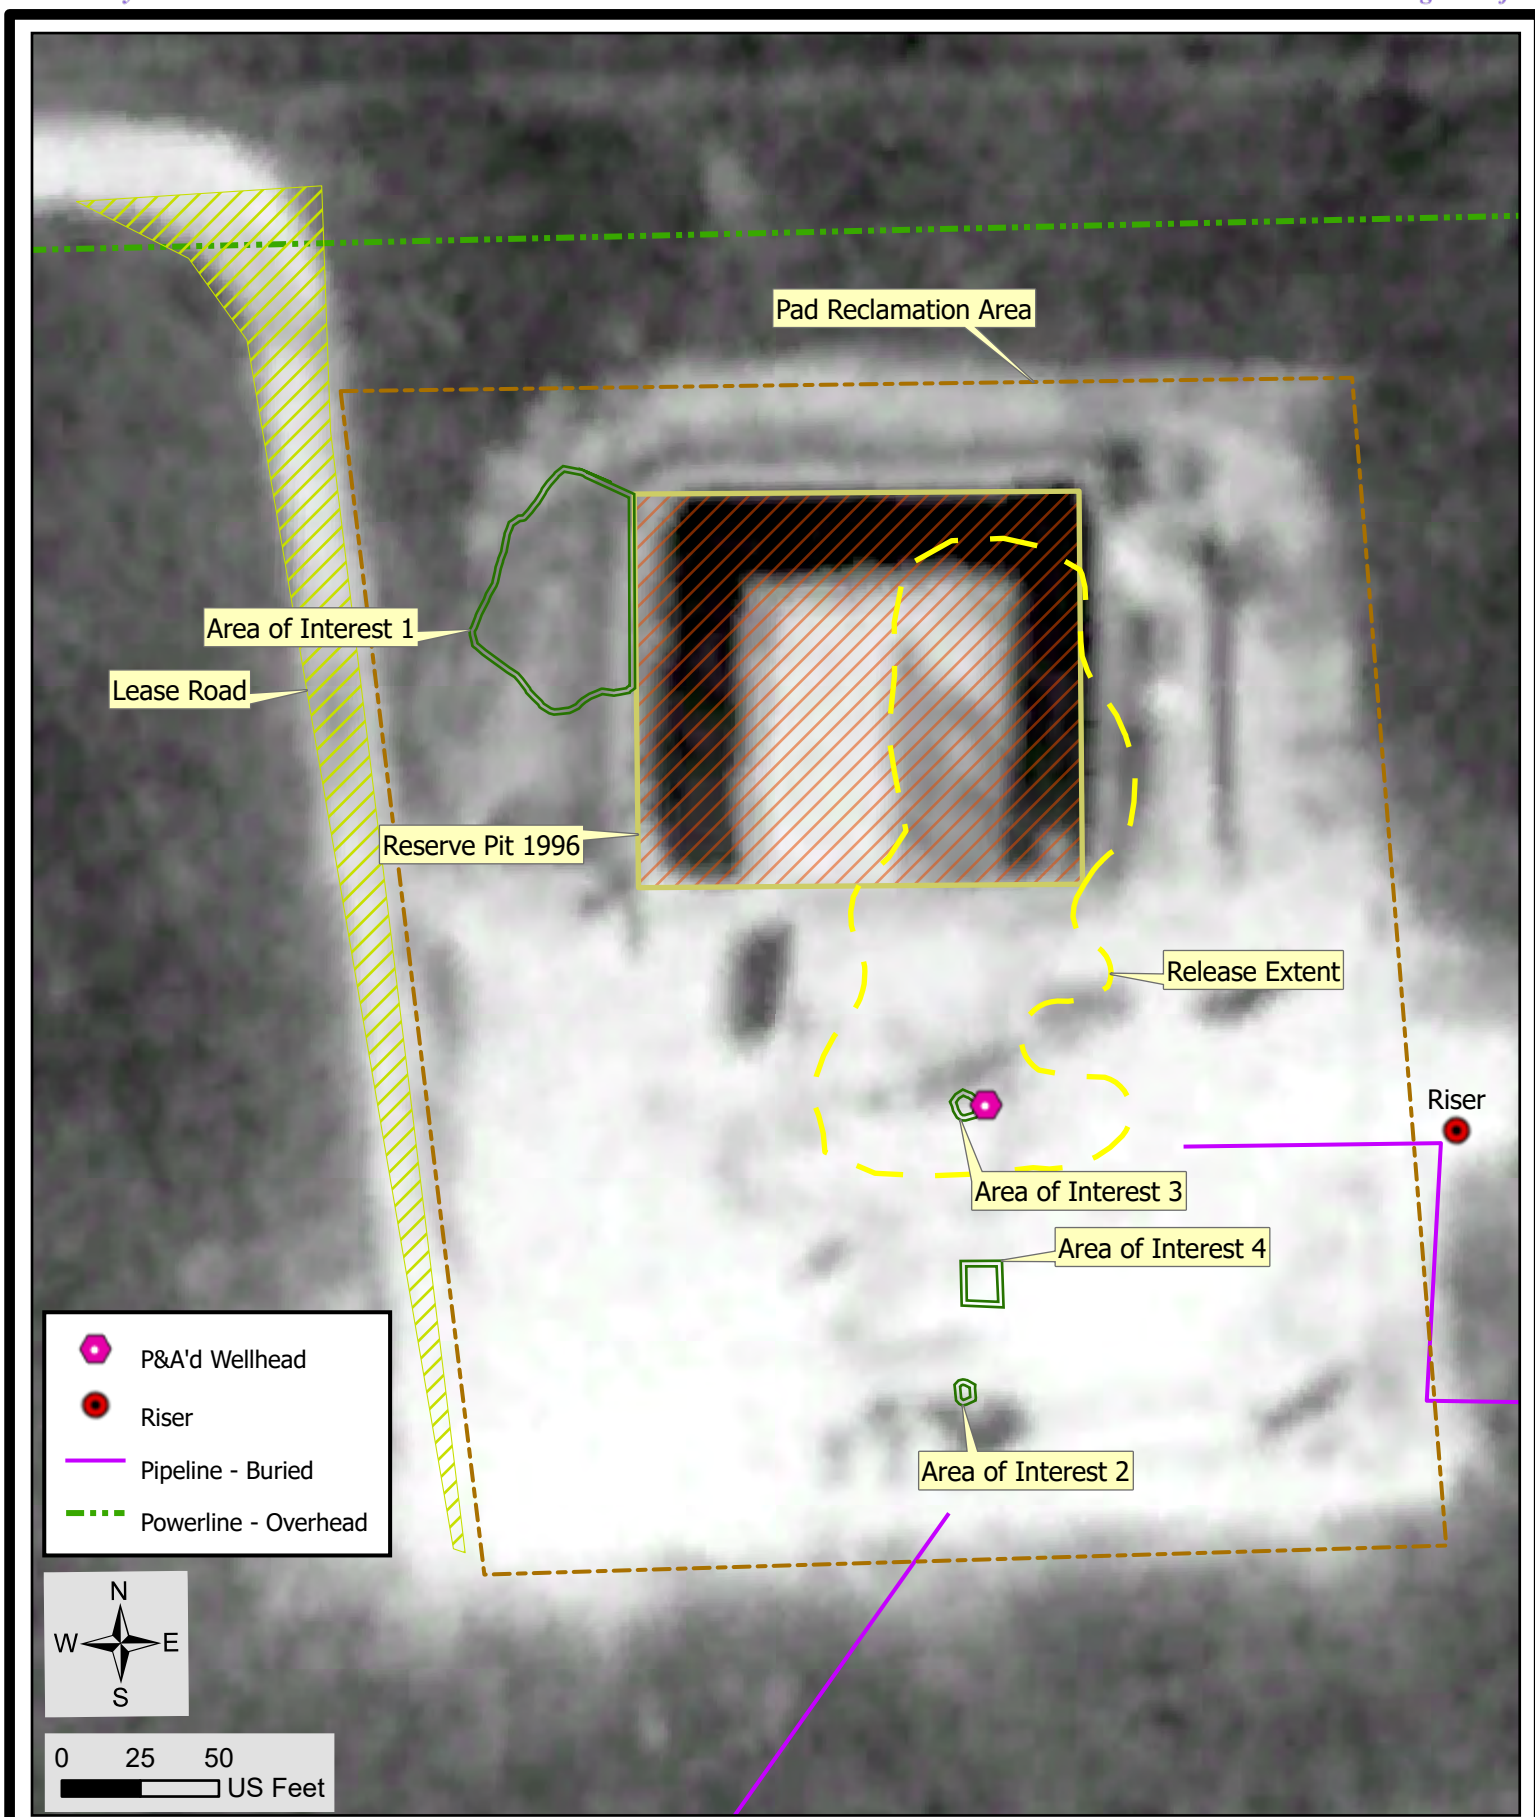 Pad Reclamation Area
Area of Interest 1
Lease Road
Reserve Pit 1996
Release Extent
Riser
Area of Interest 3
Area of Interest 4
Area of Interest 2
P&A'd Wellhead
Riser
Pipeline - Buried
Powerline - Overhead
N
W E
S
0 25 50
US Feet